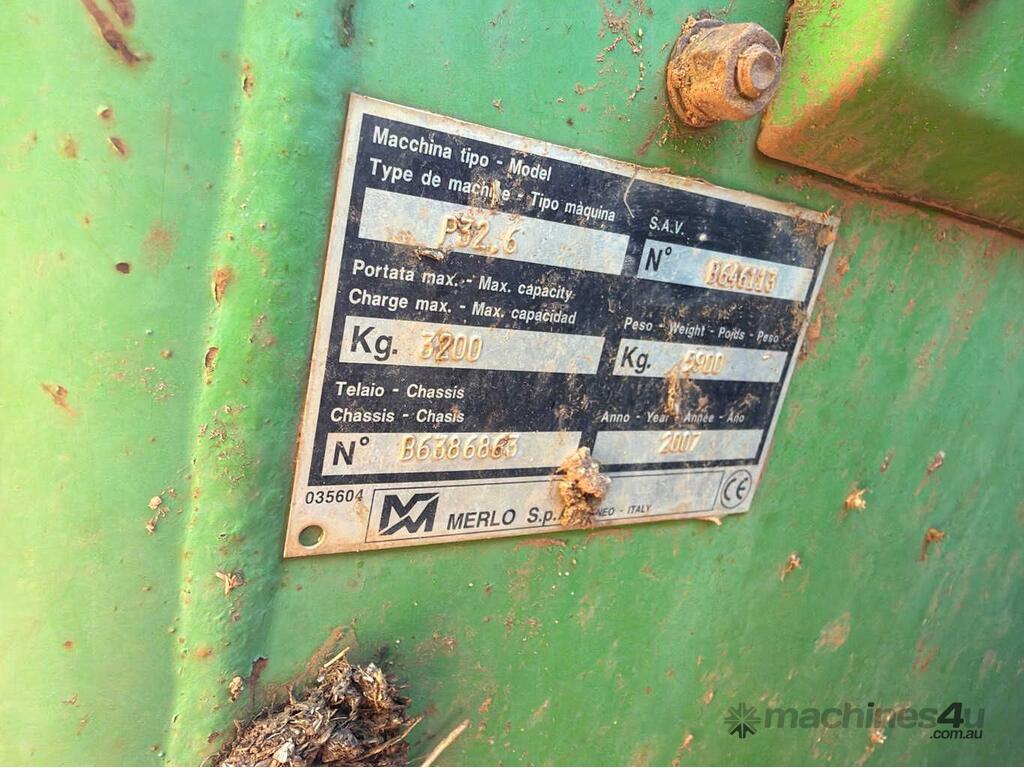 Macchina tipo - Model
Type de machine - Tipo màquina
P32.6
S.A.V.
N° B646113
Portata max. - Max. capacity
Charge max. - Max. capacidad
Kg. 3200
Peso - Weight - Poids - Peso
Kg. 5900
Telaio - Chassis
Chassis - Chasis
N° B6386863
Anno - Year - Année - Año
2007
035604
MERLO S.p. - ITALY
CE
machines4u
.com.au